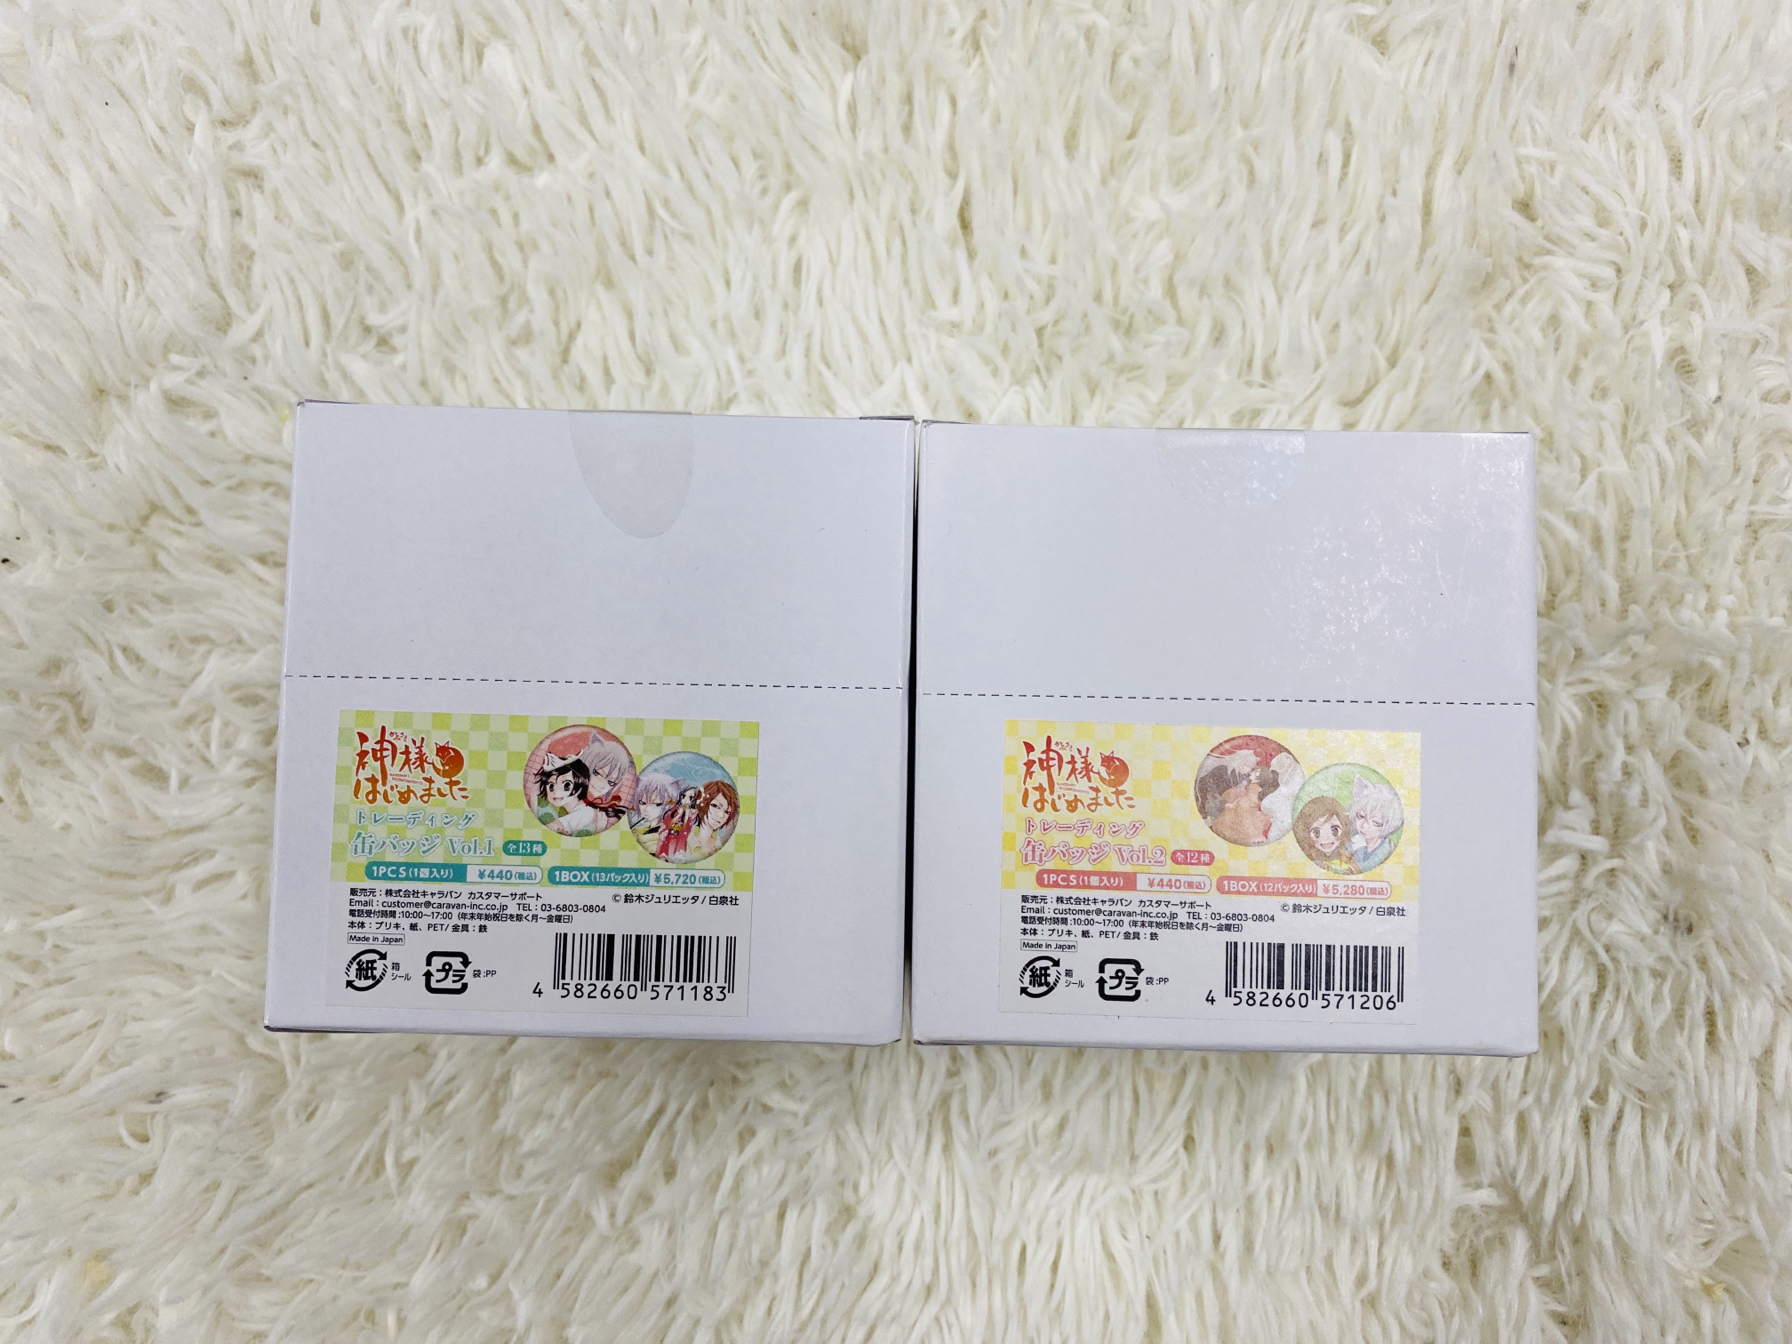 神様はじめました
トレーディング
缶バッジ Vol.1 全13種
1PCS(1個入り) ¥440(税込) 1BOX(13パック入り) ¥5,720(税込)
販売元：株式会社キャラバン カスタマーサポート
Email：customer@caravan-inc.co.jp TEL：03-6803-0804
電話受付時間：10:00〜17:00（年末年始祝日を除く月〜金曜日）
本体：ブリキ、紙、PET/ 金具：鉄
© 鈴木ジュリエッタ / 白泉社
Made in Japan
紙 箱 シール プラ 袋:PP
4 582660 571183
神様はじめました
トレーディング
缶バッジ Vol.2 全12種
1PCS(1個入り) ¥440(税込) 1BOX(12パック入り) ¥5,280(税込)
販売元：株式会社キャラバン カスタマーサポート
Email：customer@caravan-inc.co.jp TEL：03-6803-0804
電話受付時間：10:00〜17:00（年末年始祝日を除く月〜金曜日）
本体：ブリキ、紙、PET/ 金具：鉄
© 鈴木ジュリエッタ / 白泉社
Made in Japan
紙 箱 シール プラ 袋:PP
4 582660 571206